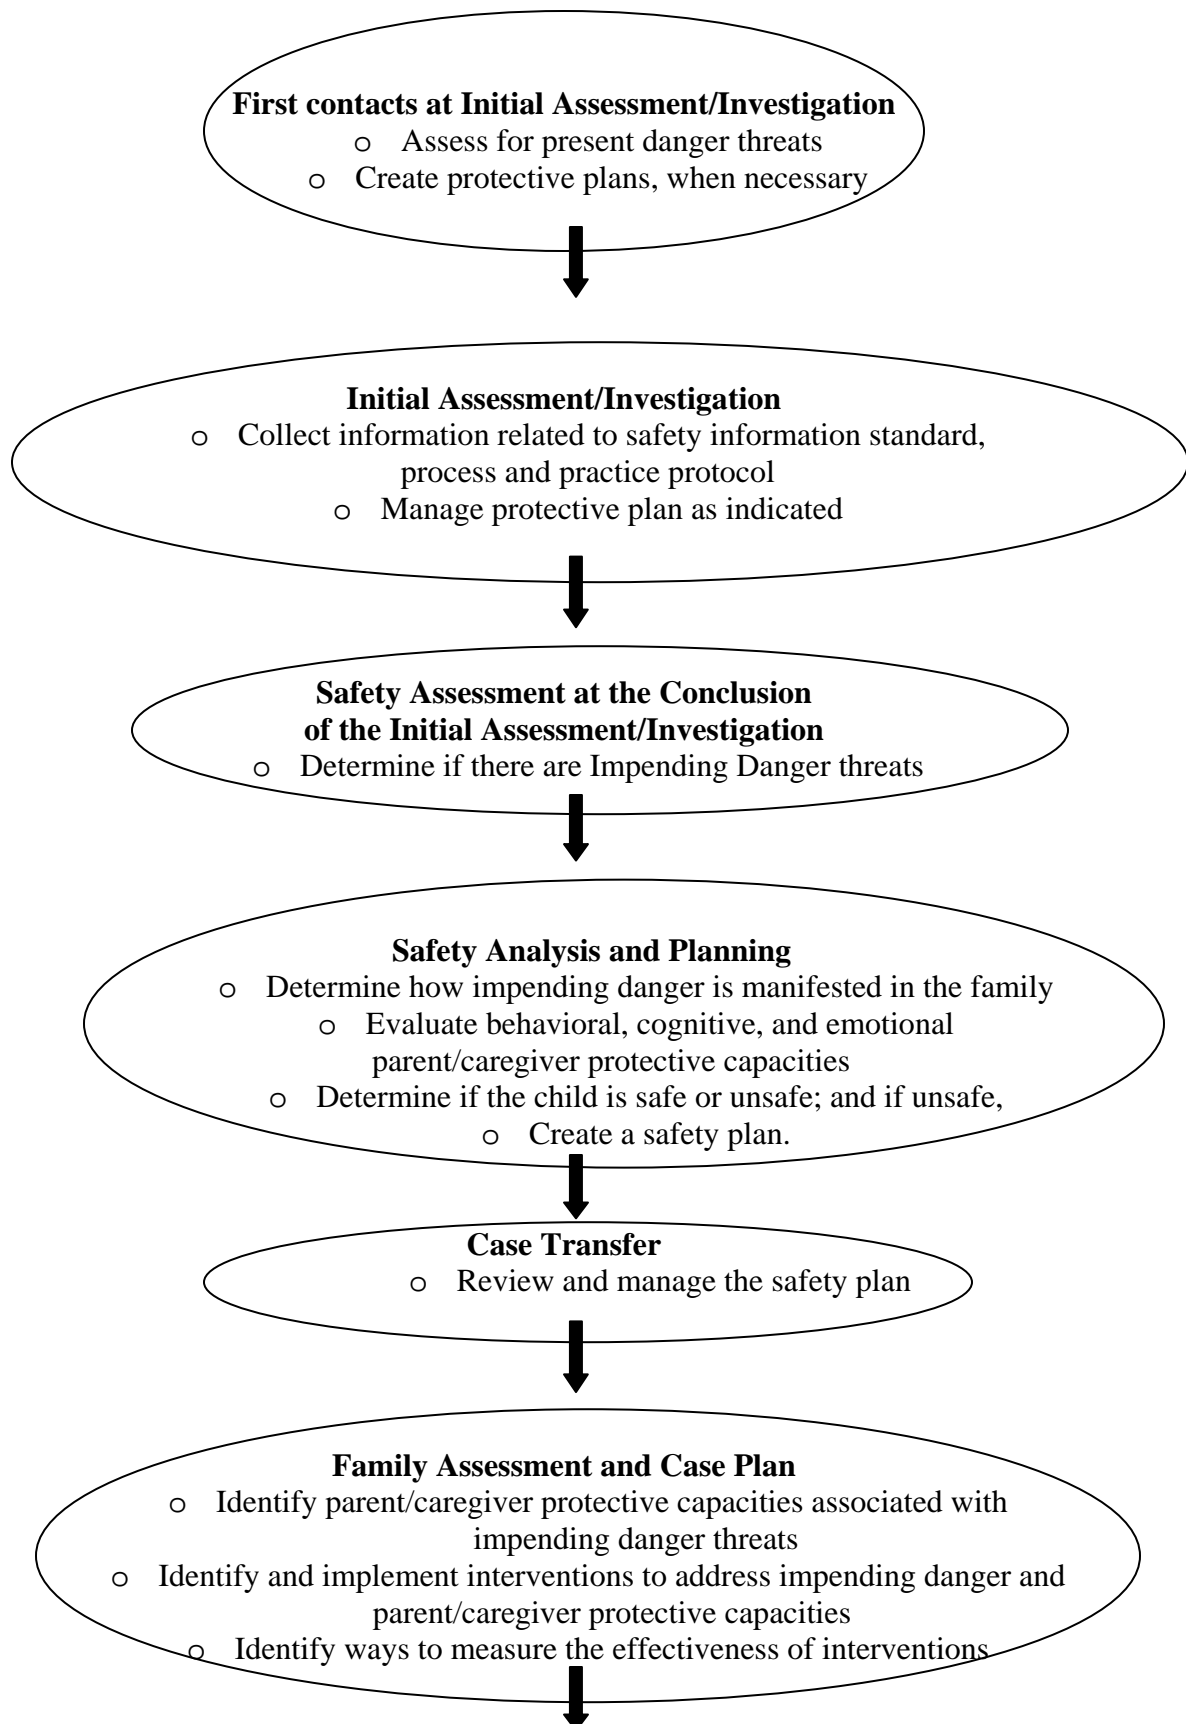 First contacts at Initial Assessment/Investigation
o Assess for present danger threats
o Create protective plans, when necessary
Initial Assessment/Investigation
o Collect information related to safety information standard,
process and practice protocol
o Manage protective plan as indicated
Safety Assessment at the Conclusion
of the Initial Assessment/Investigation
o Determine if there are Impending Danger threats
Safety Analysis and Planning
o Determine how impending danger is manifested in the family
o Evaluate behavioral, cognitive, and emotional
parent/caregiver protective capacities
o Determine if the child is safe or unsafe; and if unsafe,
o Create a safety plan.
Case Transfer
o Review and manage the safety plan
Family Assessment and Case Plan
o Identify parent/caregiver protective capacities associated with
impending danger threats
o Identify and implement interventions to address impending danger and
parent/caregiver protective capacities
o Identify ways to measure the effectiveness of interventions